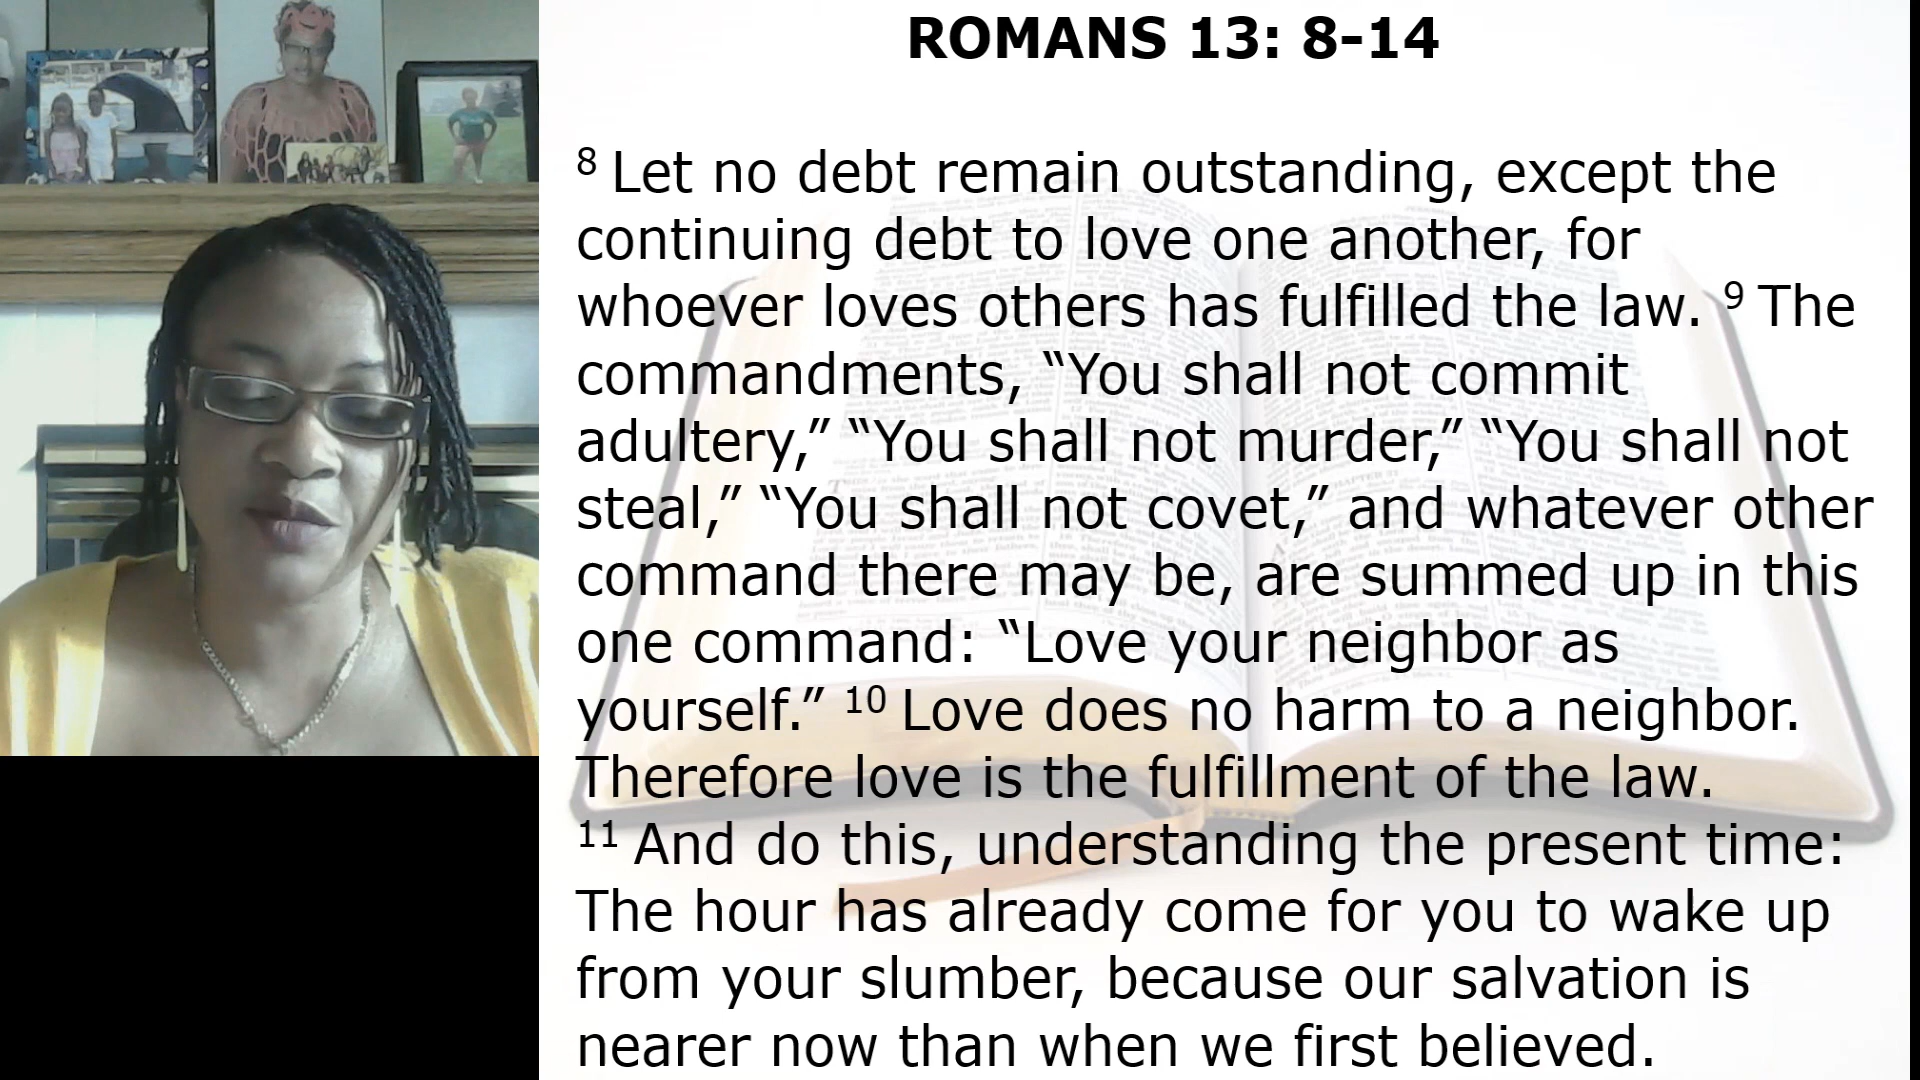 ROMANS 13: 8-14
8 Let no debt remain outstanding, except the
continuing debt to love one another, for
whoever loves others has fulfilled the law. 9 The
commandments, “You shall not commit
adultery,” “You shall not murder,” “You shall not
steal,” “You shall not covet,” and whatever other
command there may be, are summed up in this
one command: “Love your neighbor as
yourself.” 10 Love does no harm to a neighbor.
Therefore love is the fulfillment of the law.
11 And do this, understanding the present time:
The hour has already come for you to wake up
from your slumber, because our salvation is
nearer now than when we first believed.